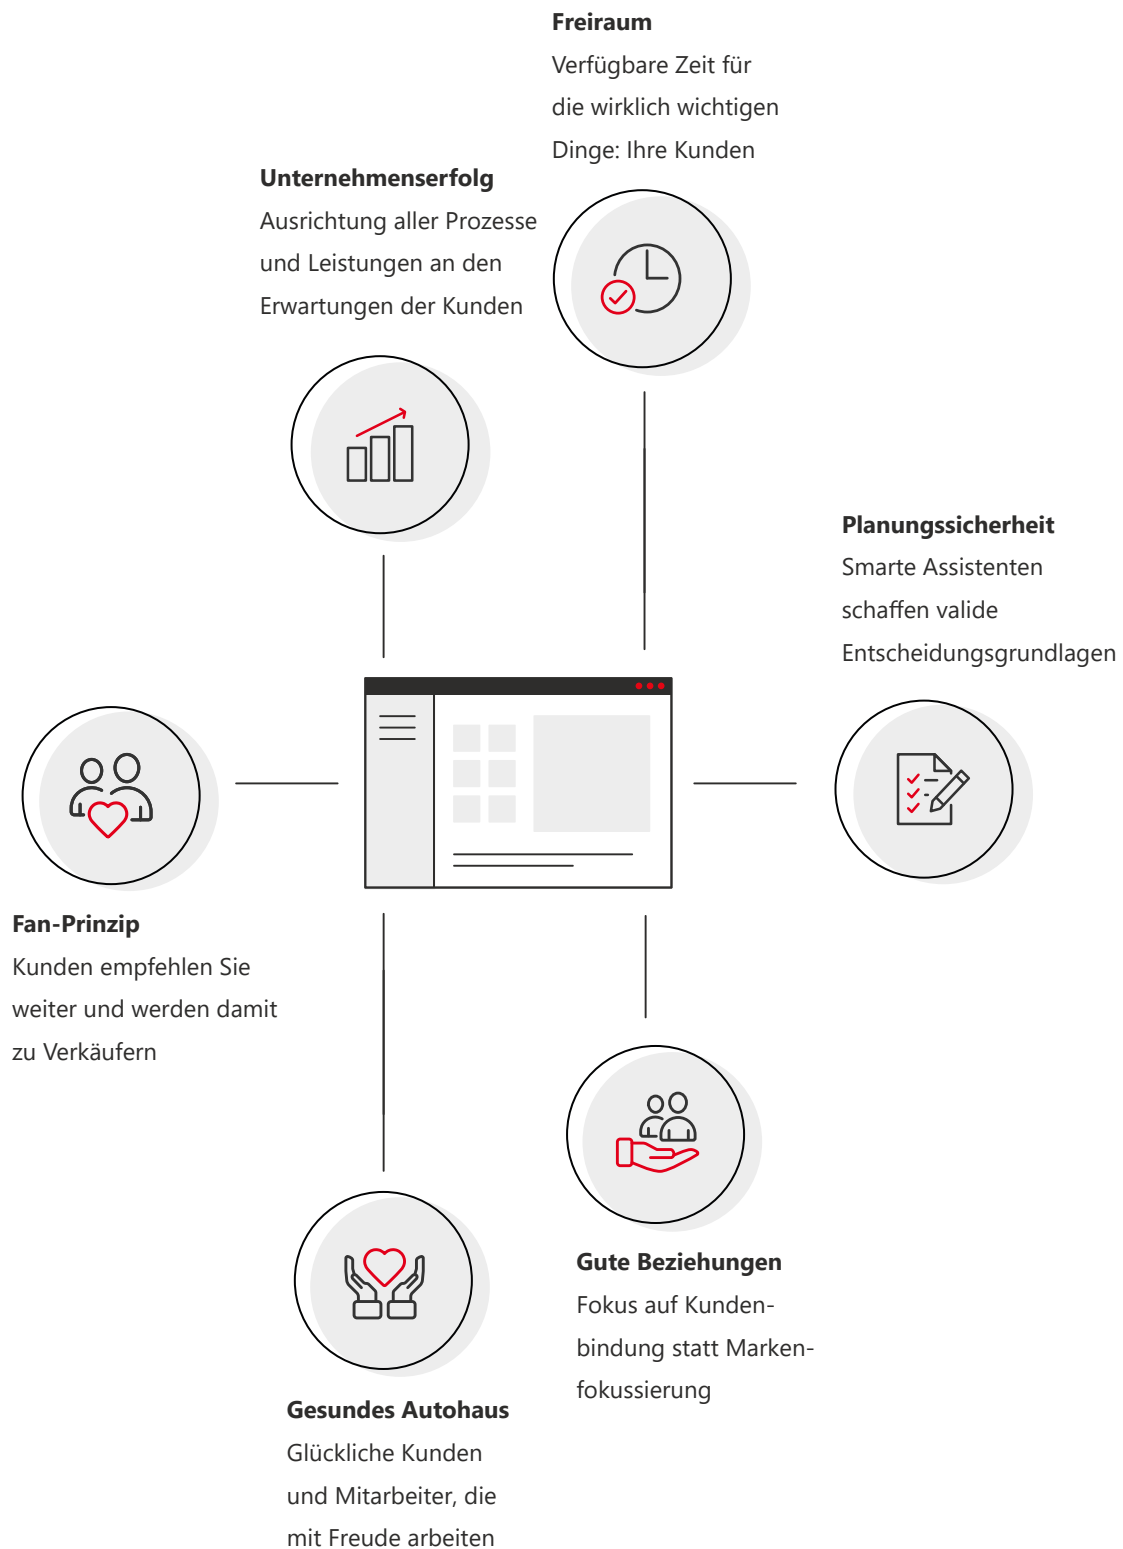 Freiraum
Verfügbare Zeit für
die wirklich wichtigen
Dinge: Ihre Kunden
Unternehmenserfolg
Ausrichtung aller Prozesse
und Leistungen an den
Erwartungen der Kunden
Planungssicherheit
Smarte Assistenten
schaffen valide
Entscheidungsgrundlagen
Fan-Prinzip
Kunden empfehlen Sie
weiter und werden damit
zu Verkäufern
Gute Beziehungen
Fokus auf Kunden-
bindung statt Marken-
fokussierung
Gesundes Autohaus
Glückliche Kunden
und Mitarbeiter, die
mit Freude arbeiten